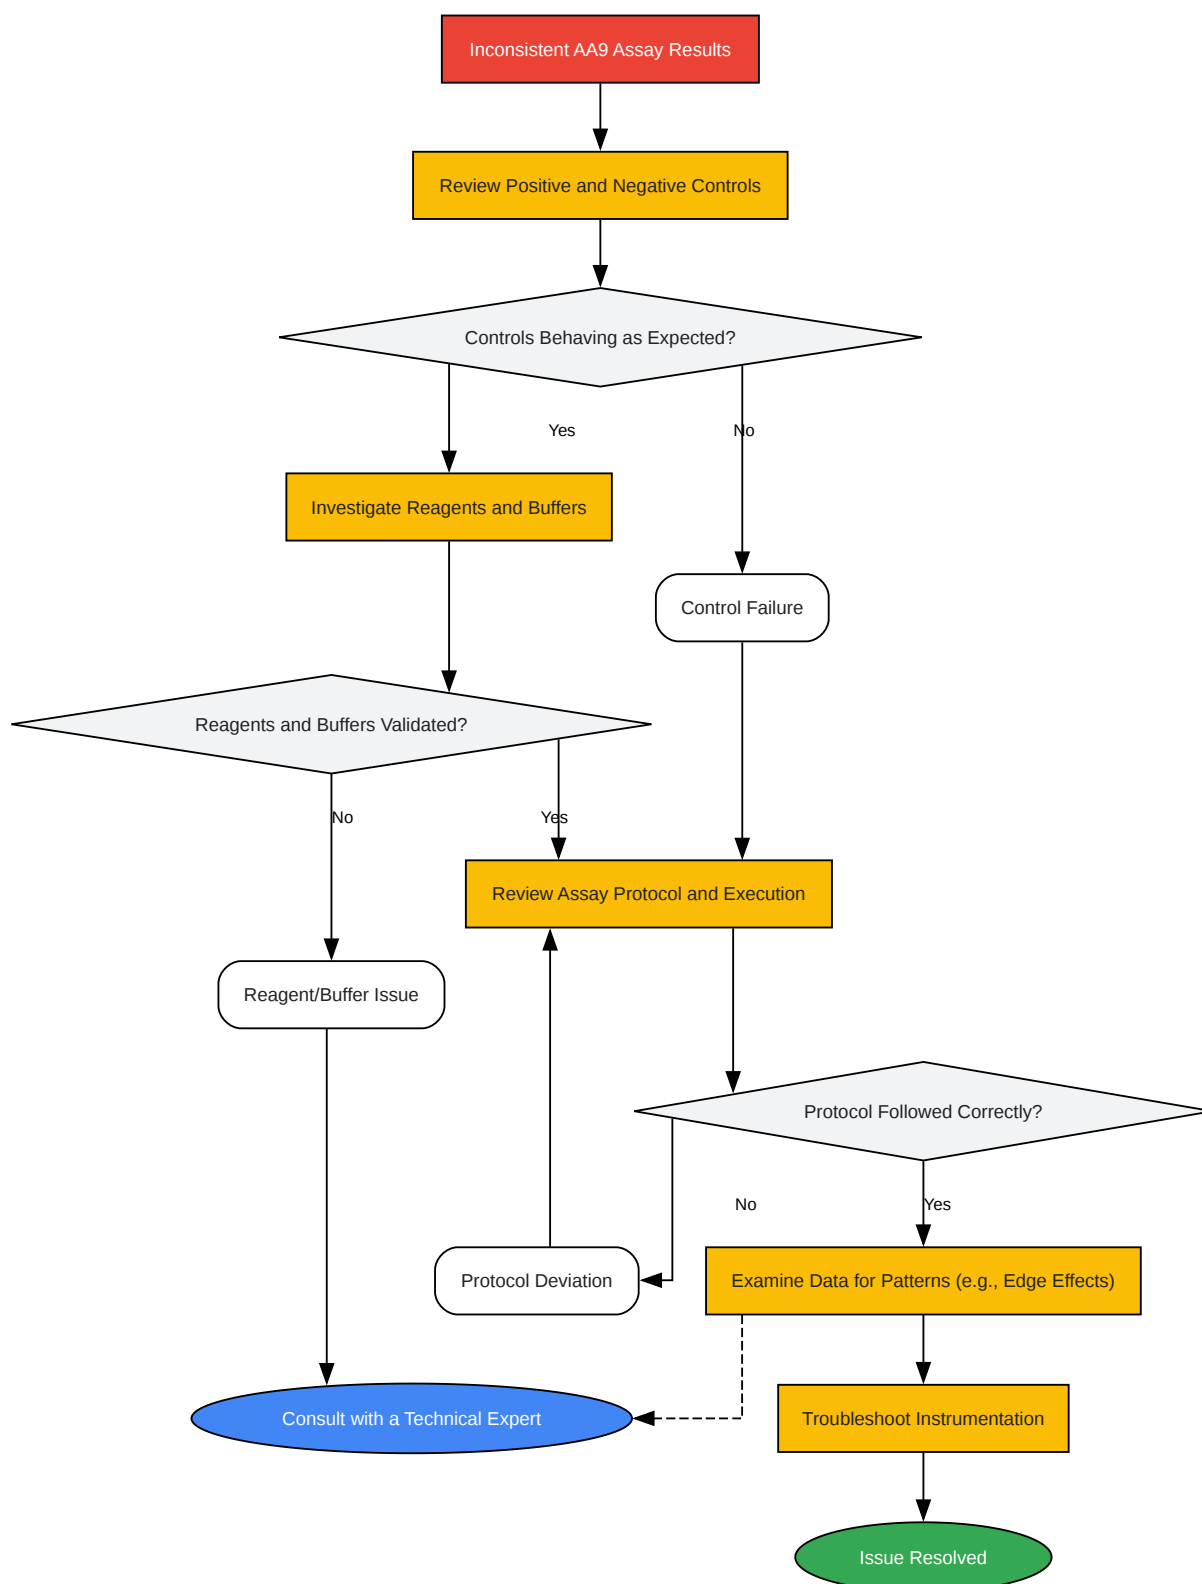 Inconsistent AA9 Assay Results
Review Positive and Negative Controls
Controls Behaving as Expected?
Yes
No
Investigate Reagents and Buffers
Control Failure
Reagents and Buffers Validated?
No
Yes
Review Assay Protocol and Execution
Reagent/Buffer Issue
Protocol Followed Correctly?
No
Yes
Protocol Deviation
Examine Data for Patterns (e.g., Edge Effects)
Consult with a Technical Expert
Troubleshoot Instrumentation
Issue Resolved